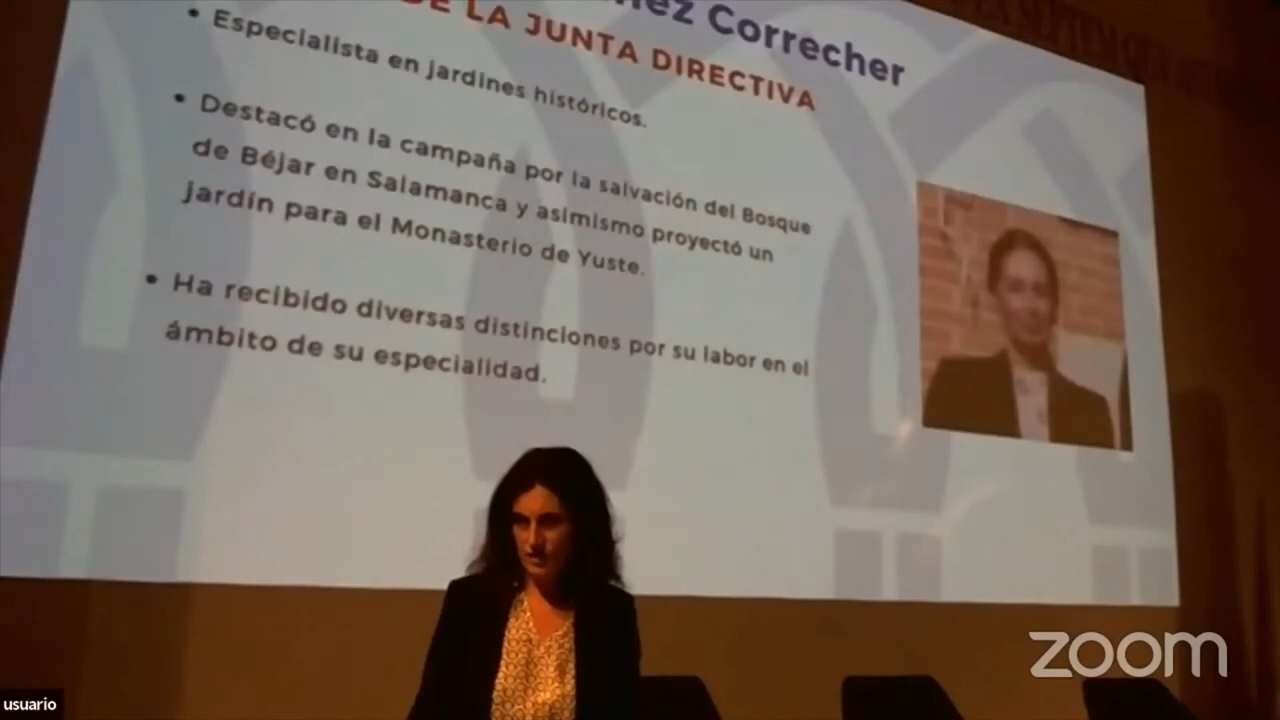 ez Correcher
DE LA JUNTA DIRECTIVA
• Especialista en jardines históricos.
• Destacó en la campaña por la salvación del Bosque
de Béjar en Salamanca y asimismo proyectó un
jardín para el Monasterio de Yuste.
• Ha recibido diversas distinciones por su labor en el
ámbito de su especialidad.
zoom
usuario